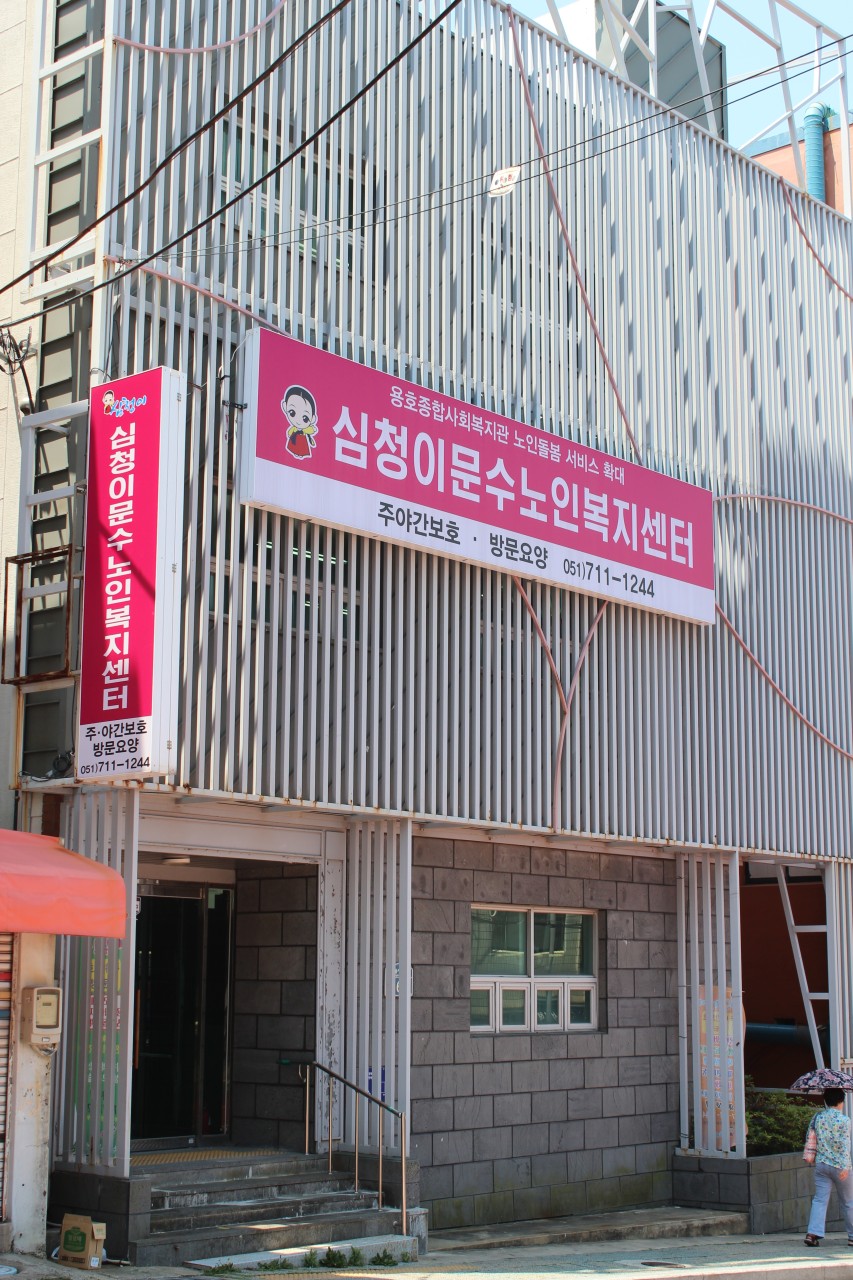 심청이
심청이문수노인복지센터
주·야간보호
방문요양
051)711-1244
용호종합사회복지관 노인돌봄 서비스 확대
심청이문수노인복지센터
주야간보호 · 방문요양 051)711-1244